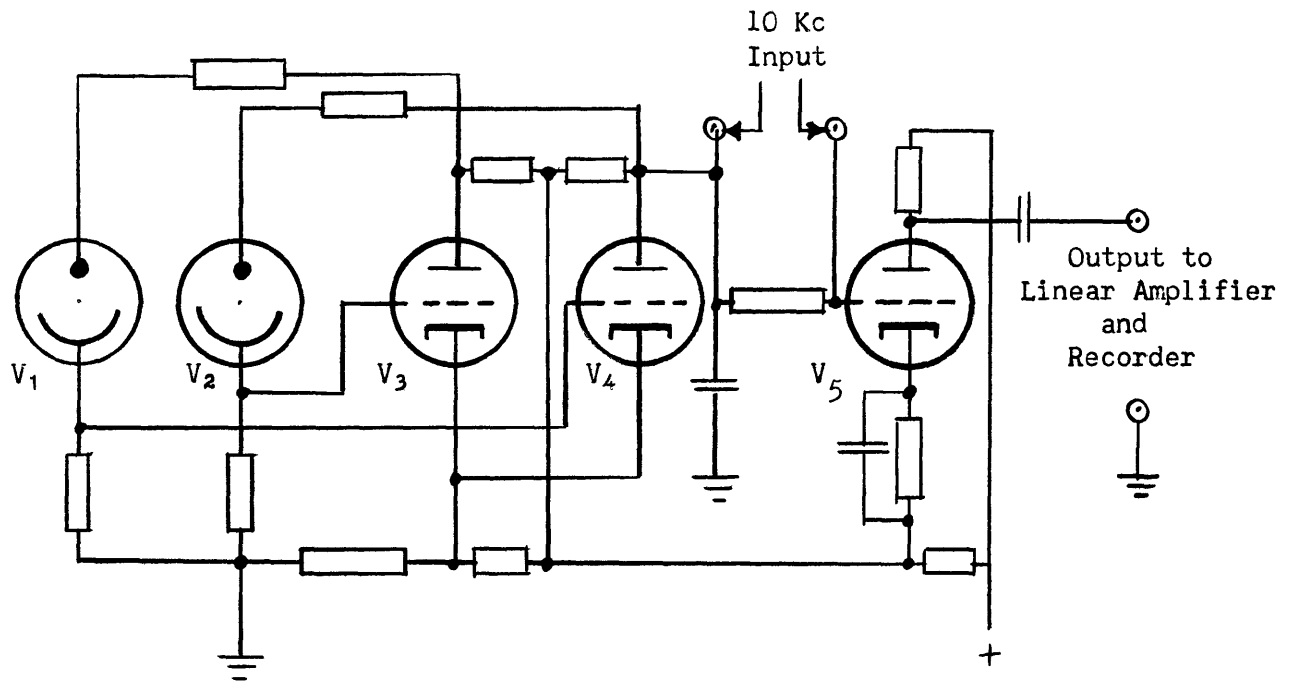 10 Kc
Input
V1
V2
V3
V4
V5
Output to
Linear Amplifier
and
Recorder
+